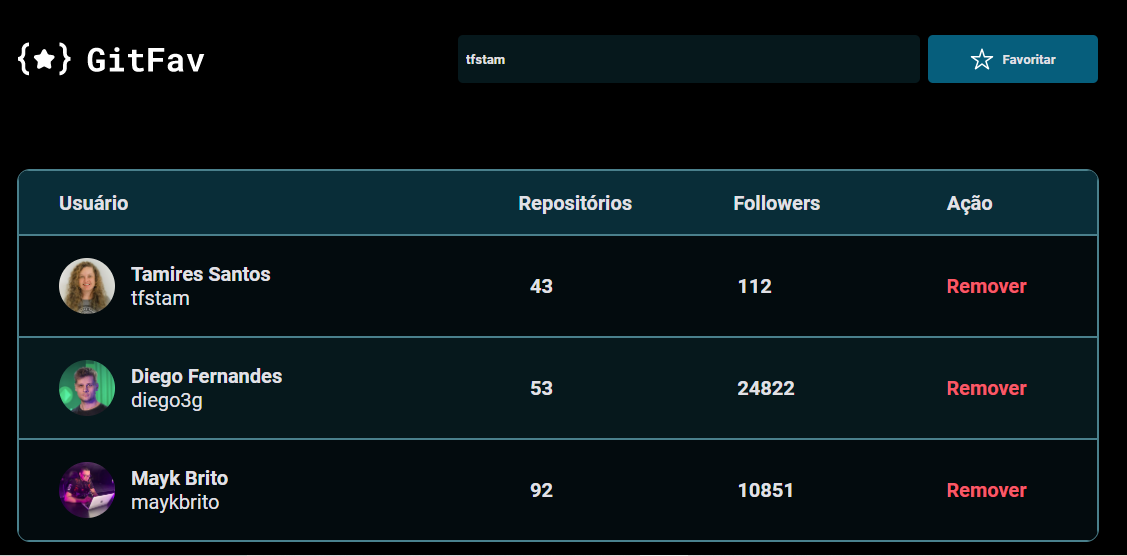 GitFav
tfstam
Favoritar
Usuário Repositórios Followers Ação
Tamires Santos
tfstam
43 112 Remover
Diego Fernandes
diego3g
53 24822 Remover
Mayk Brito
maykbrito
92 10851 Remover